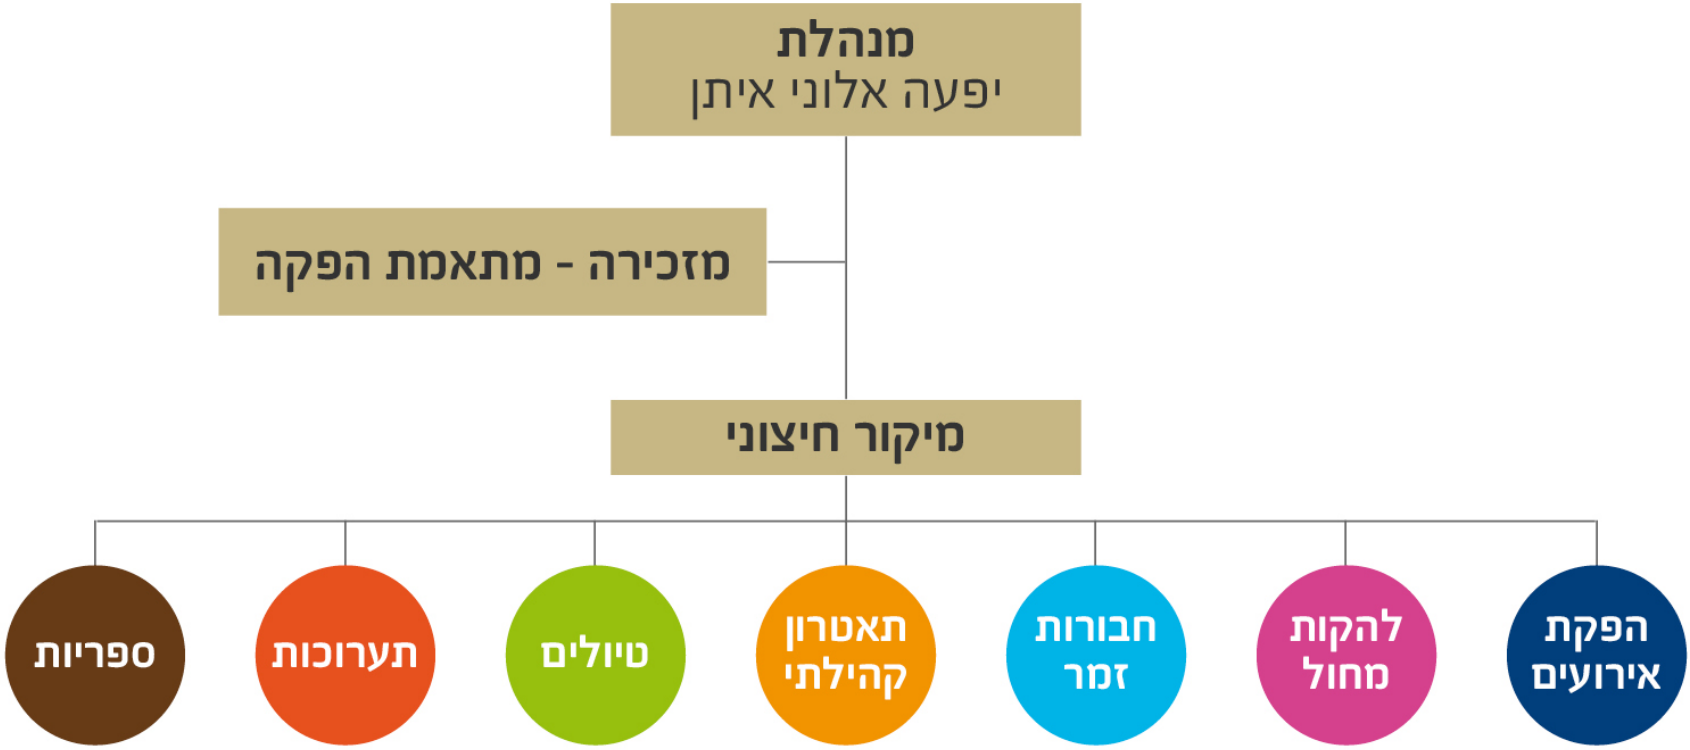 מנהלת
יפעה אלוני איתן
מזכירה - מתאמת הפקה
מיקור חיצוני
הפקת
אירועים
להקות
מחול
חבורות
זמר
תאטרון
קהילתי
טיולים
תערוכות
ספריות